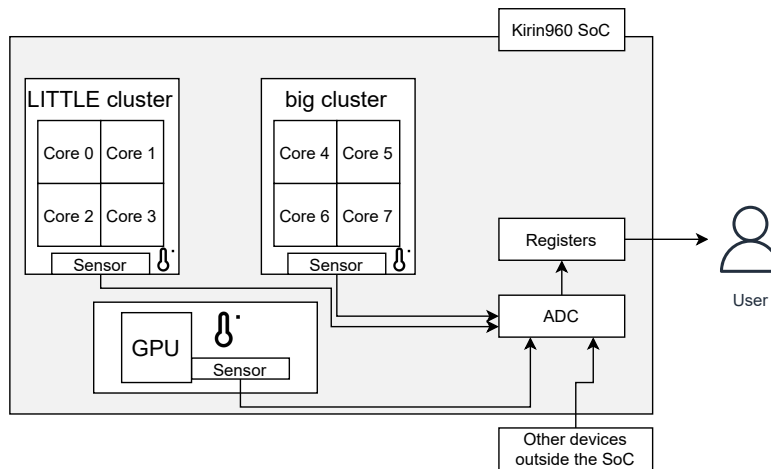 Kirin960 SoC
LITTLE cluster
big cluster
Core 0
Core 1
Core 4
Core 5
Core 2
Core 3
Core 6
Core 7
Sensor
Sensor
Registers
User
ADC
GPU
Sensor
Other devices
outside the SoC